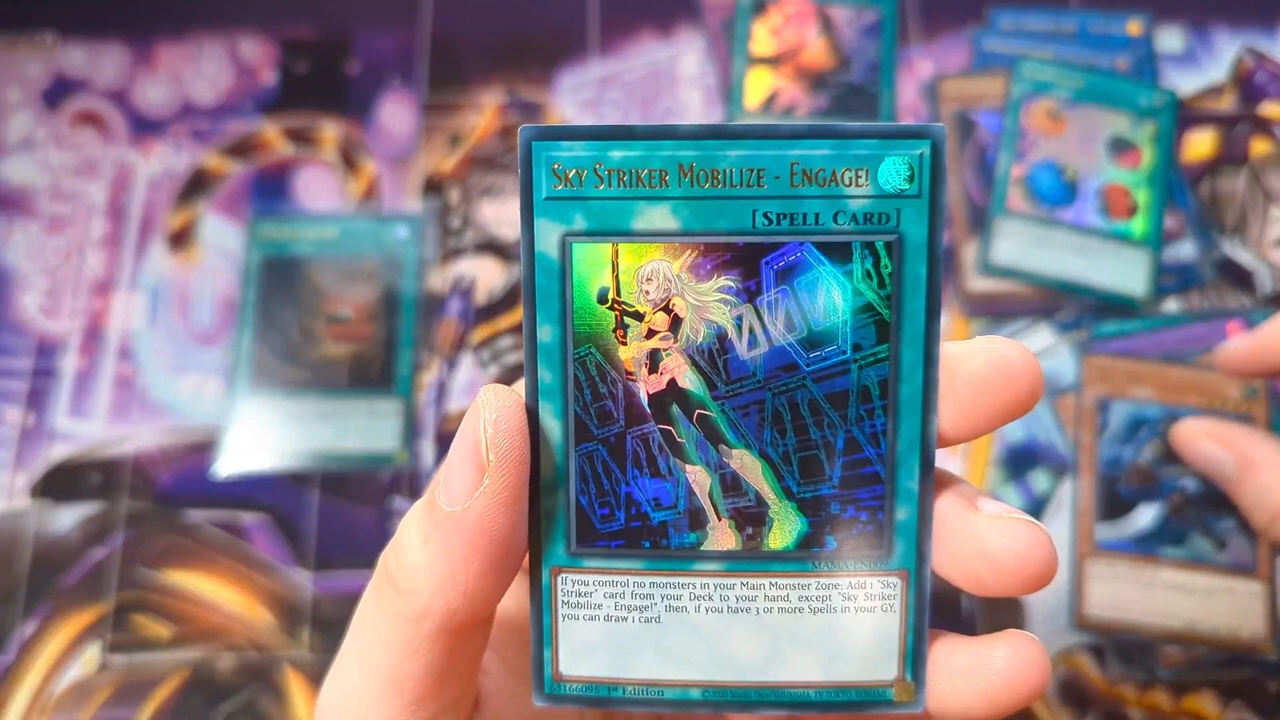 Sky Striker Mobilize - Engage!
[Spell Card]
MAMA-EN009
If you control no monsters in your Main Monster Zone: Add 1 "Sky
Striker" card from your Deck to your hand, except "Sky Striker
Mobilize - Engage!", then, if you have 3 or more Spells in your GY,
you can draw 1 card.
63166095 1st Edition
©2020 Studio Dice/SHUEISHA, TV TOKYO, KONAMI